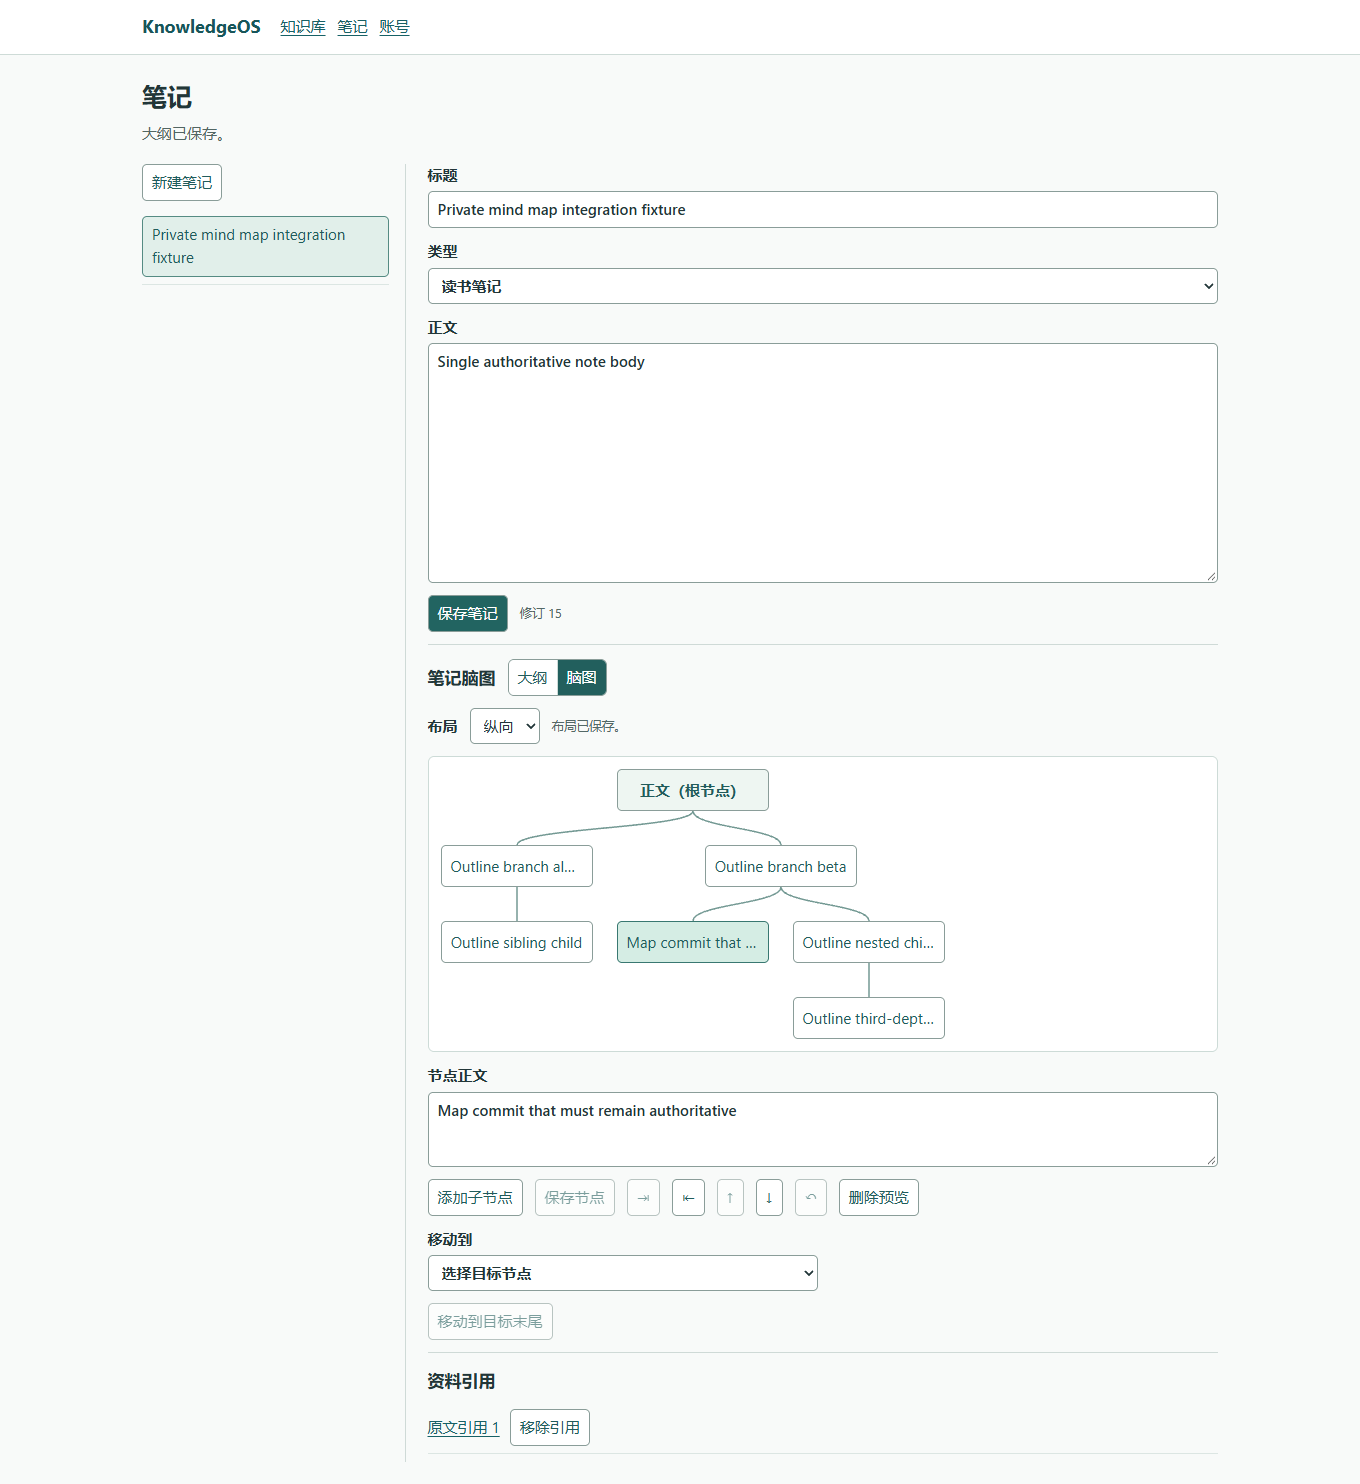 KnowledgeOS 知识库 笔记 账号
笔记
大纲已保存。
新建笔记
Private mind map integration
fixture
标题
Private mind map integration fixture
类型
读书笔记
正文
Single authoritative note body
保存笔记 修订 15
笔记脑图 大纲 脑图
布局 纵向 布局已保存。
正文（根节点）
Outline branch al...
Outline branch beta
Outline sibling child
Map commit that ...
Outline nested chi...
Outline third-dept...
节点正文
Map commit that must remain authoritative
添加子节点 保存节点 ⇥ ⇤ ↑ ↓ ↶ 删除预览
移动到
选择目标节点
移动到目标末尾
资料引用
原文引用 1 移除引用